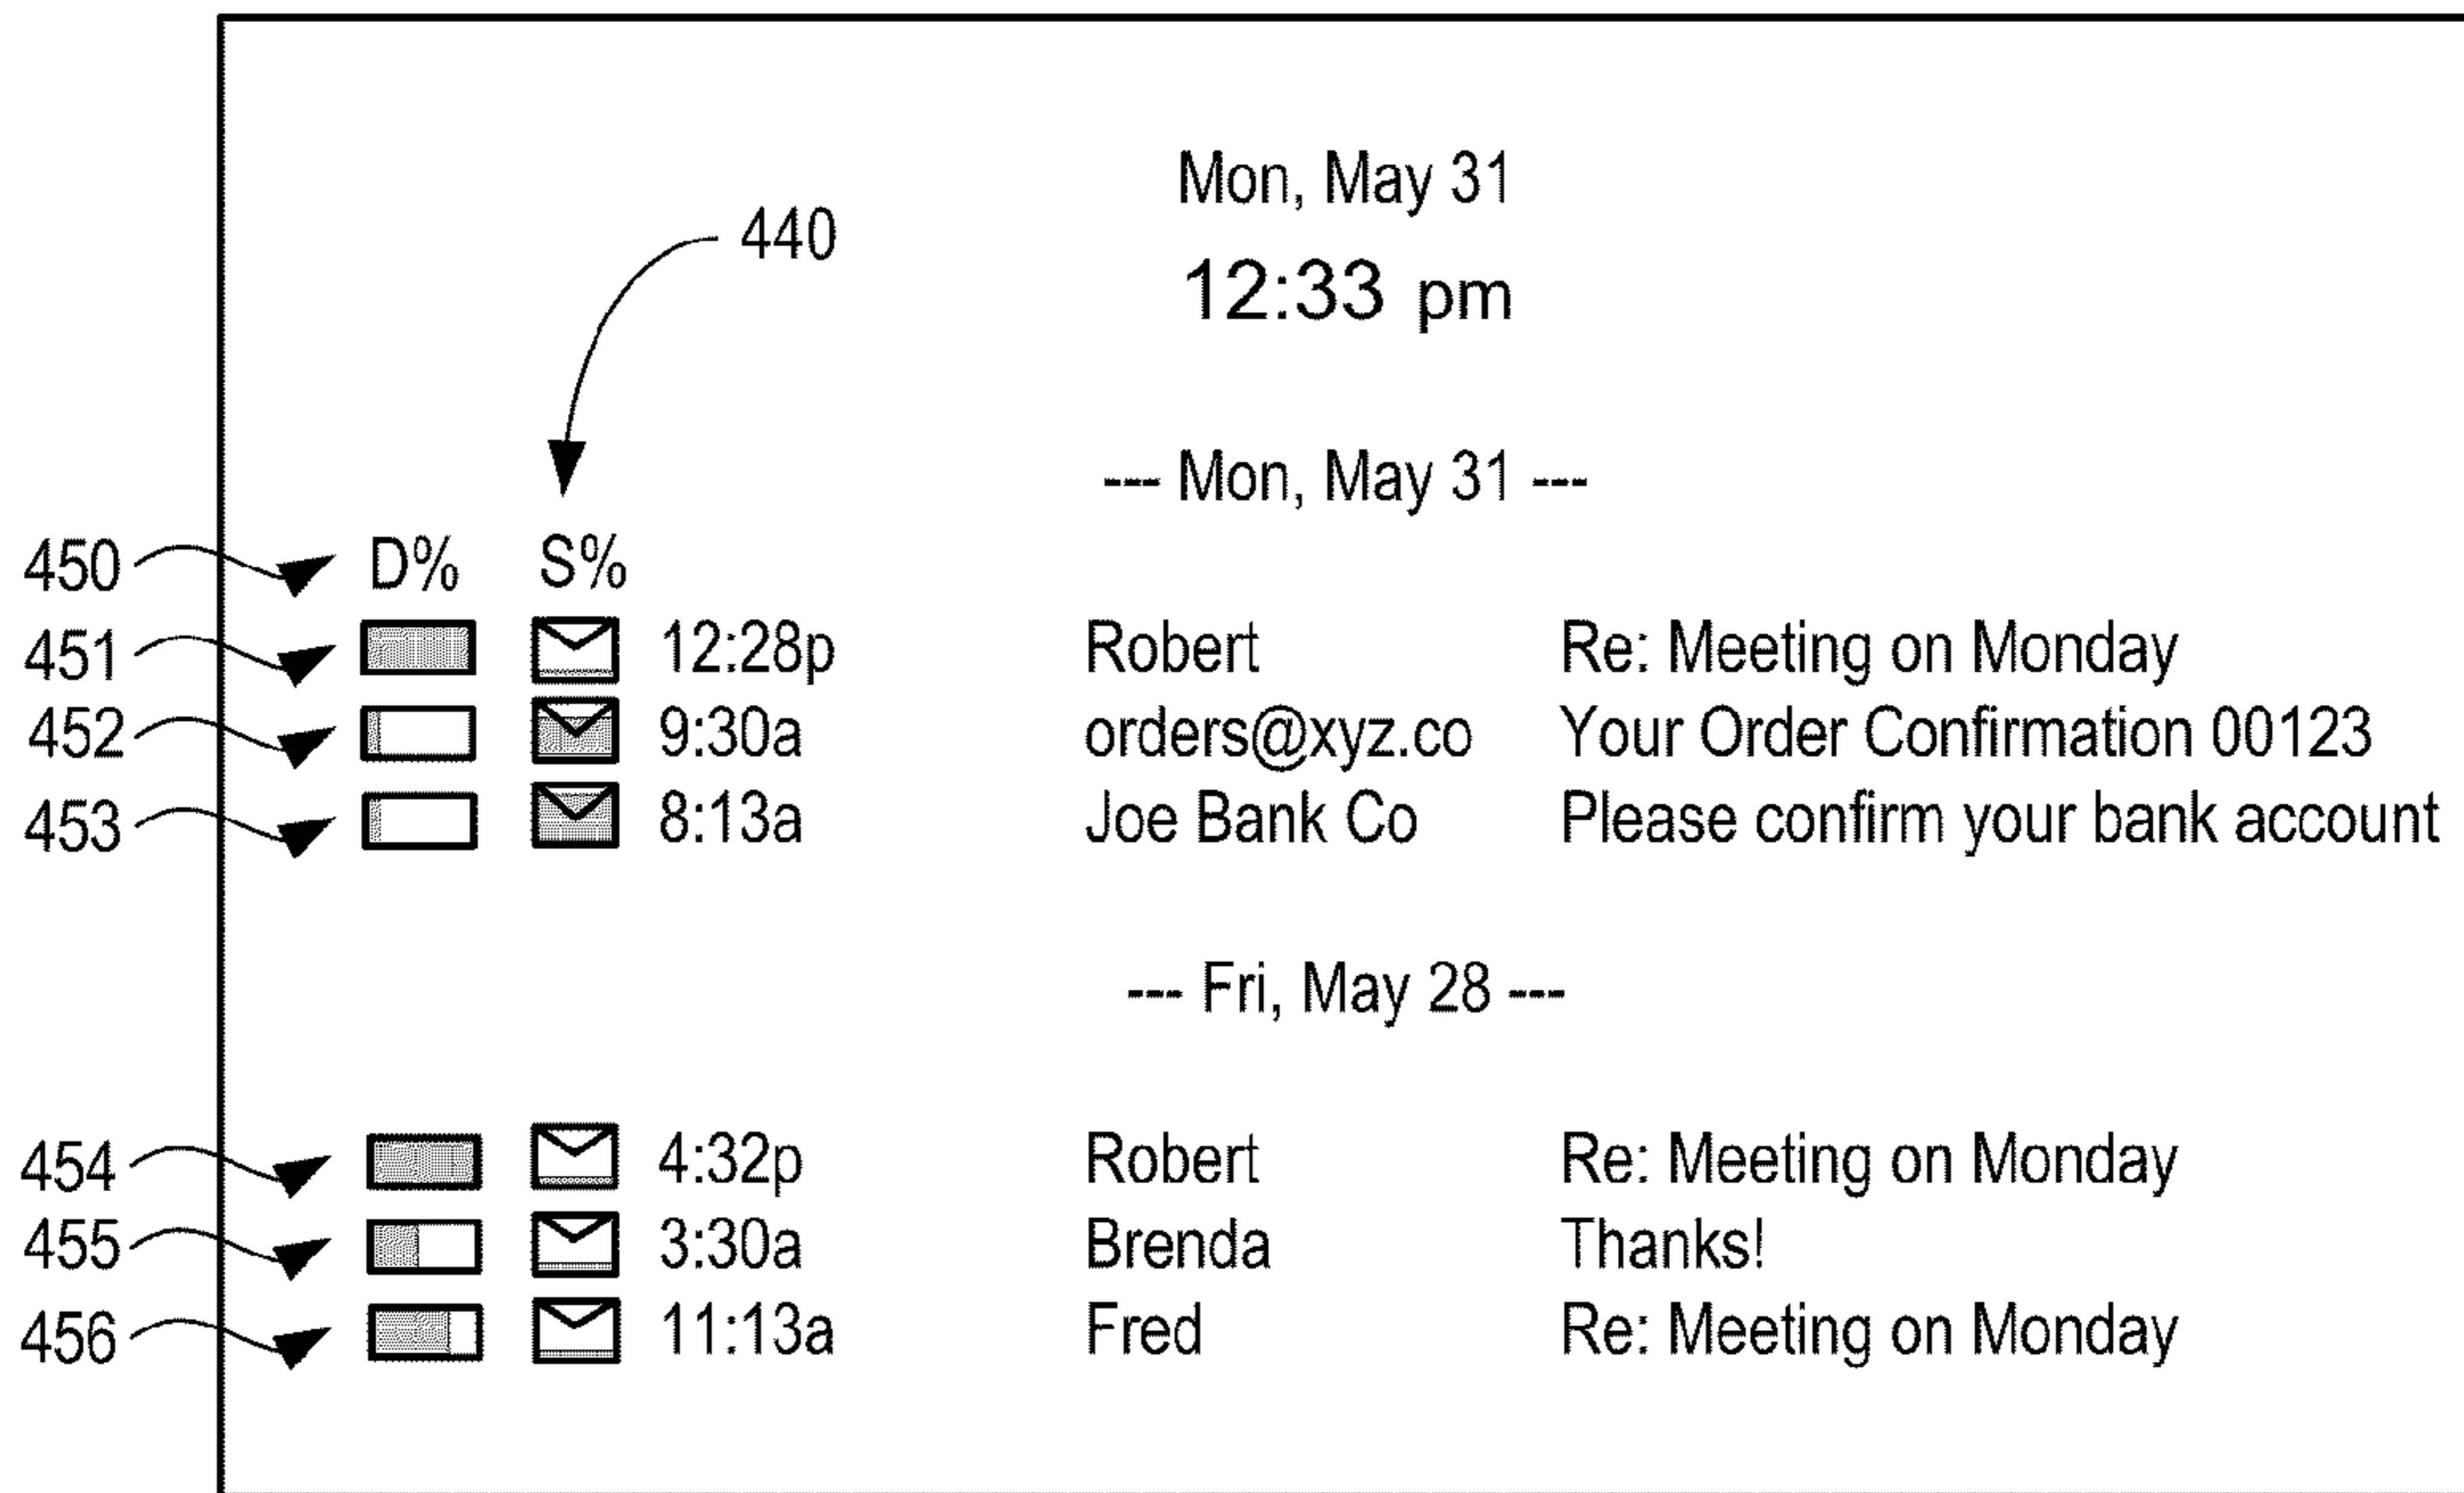 Mon, May 31
440
12:33 pm
--- Mon, May 31 ---
450 D% S%
451 12:28p Robert Re: Meeting on Monday
452 9:30a orders@xyz.co Your Order Confirmation 00123
453 8:13a Joe Bank Co Please confirm your bank account
--- Fri, May 28 ---
454 4:32p Robert Re: Meeting on Monday
455 3:30a Brenda Thanks!
456 11:13a Fred Re: Meeting on Monday